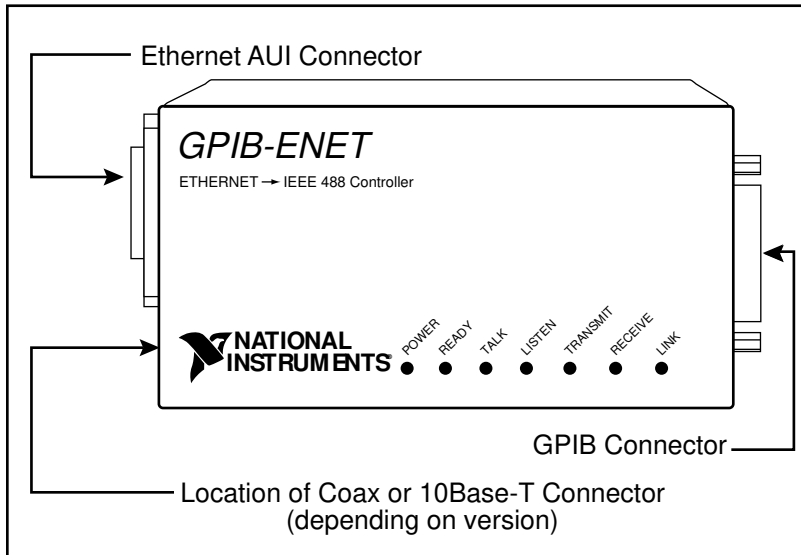 Ethernet AUI Connector
GPIB-ENET
ETHERNET → IEEE 488 Controller
NATIONAL
INSTRUMENTS®
POWER
READY
TALK
LISTEN
TRANSMIT
RECEIVE
LINK
GPIB Connector
Location of Coax or 10Base-T Connector
(depending on version)